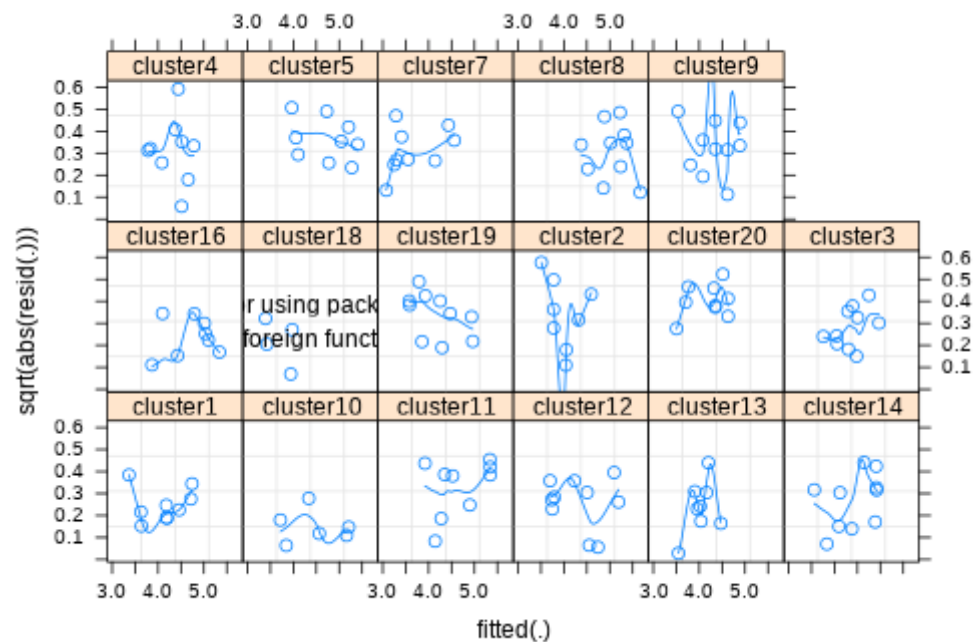 3.0 4.0 5.0 3.0 4.0 5.0
cluster4 cluster5 cluster7 cluster8 cluster9
0.6
0.5
0.4
0.3
0.2
0.1
cluster16 cluster18 cluster19 cluster2 cluster20 cluster3
r using pack
foreign funct
0.6
0.5
0.4
0.3
0.2
0.1
cluster1 cluster10 cluster11 cluster12 cluster13 cluster14
0.6
0.5
0.4
0.3
0.2
0.1
3.0 4.0 5.0 3.0 4.0 5.0 3.0 4.0 5.0
sqrt(abs(resid(.)))
fitted(.)